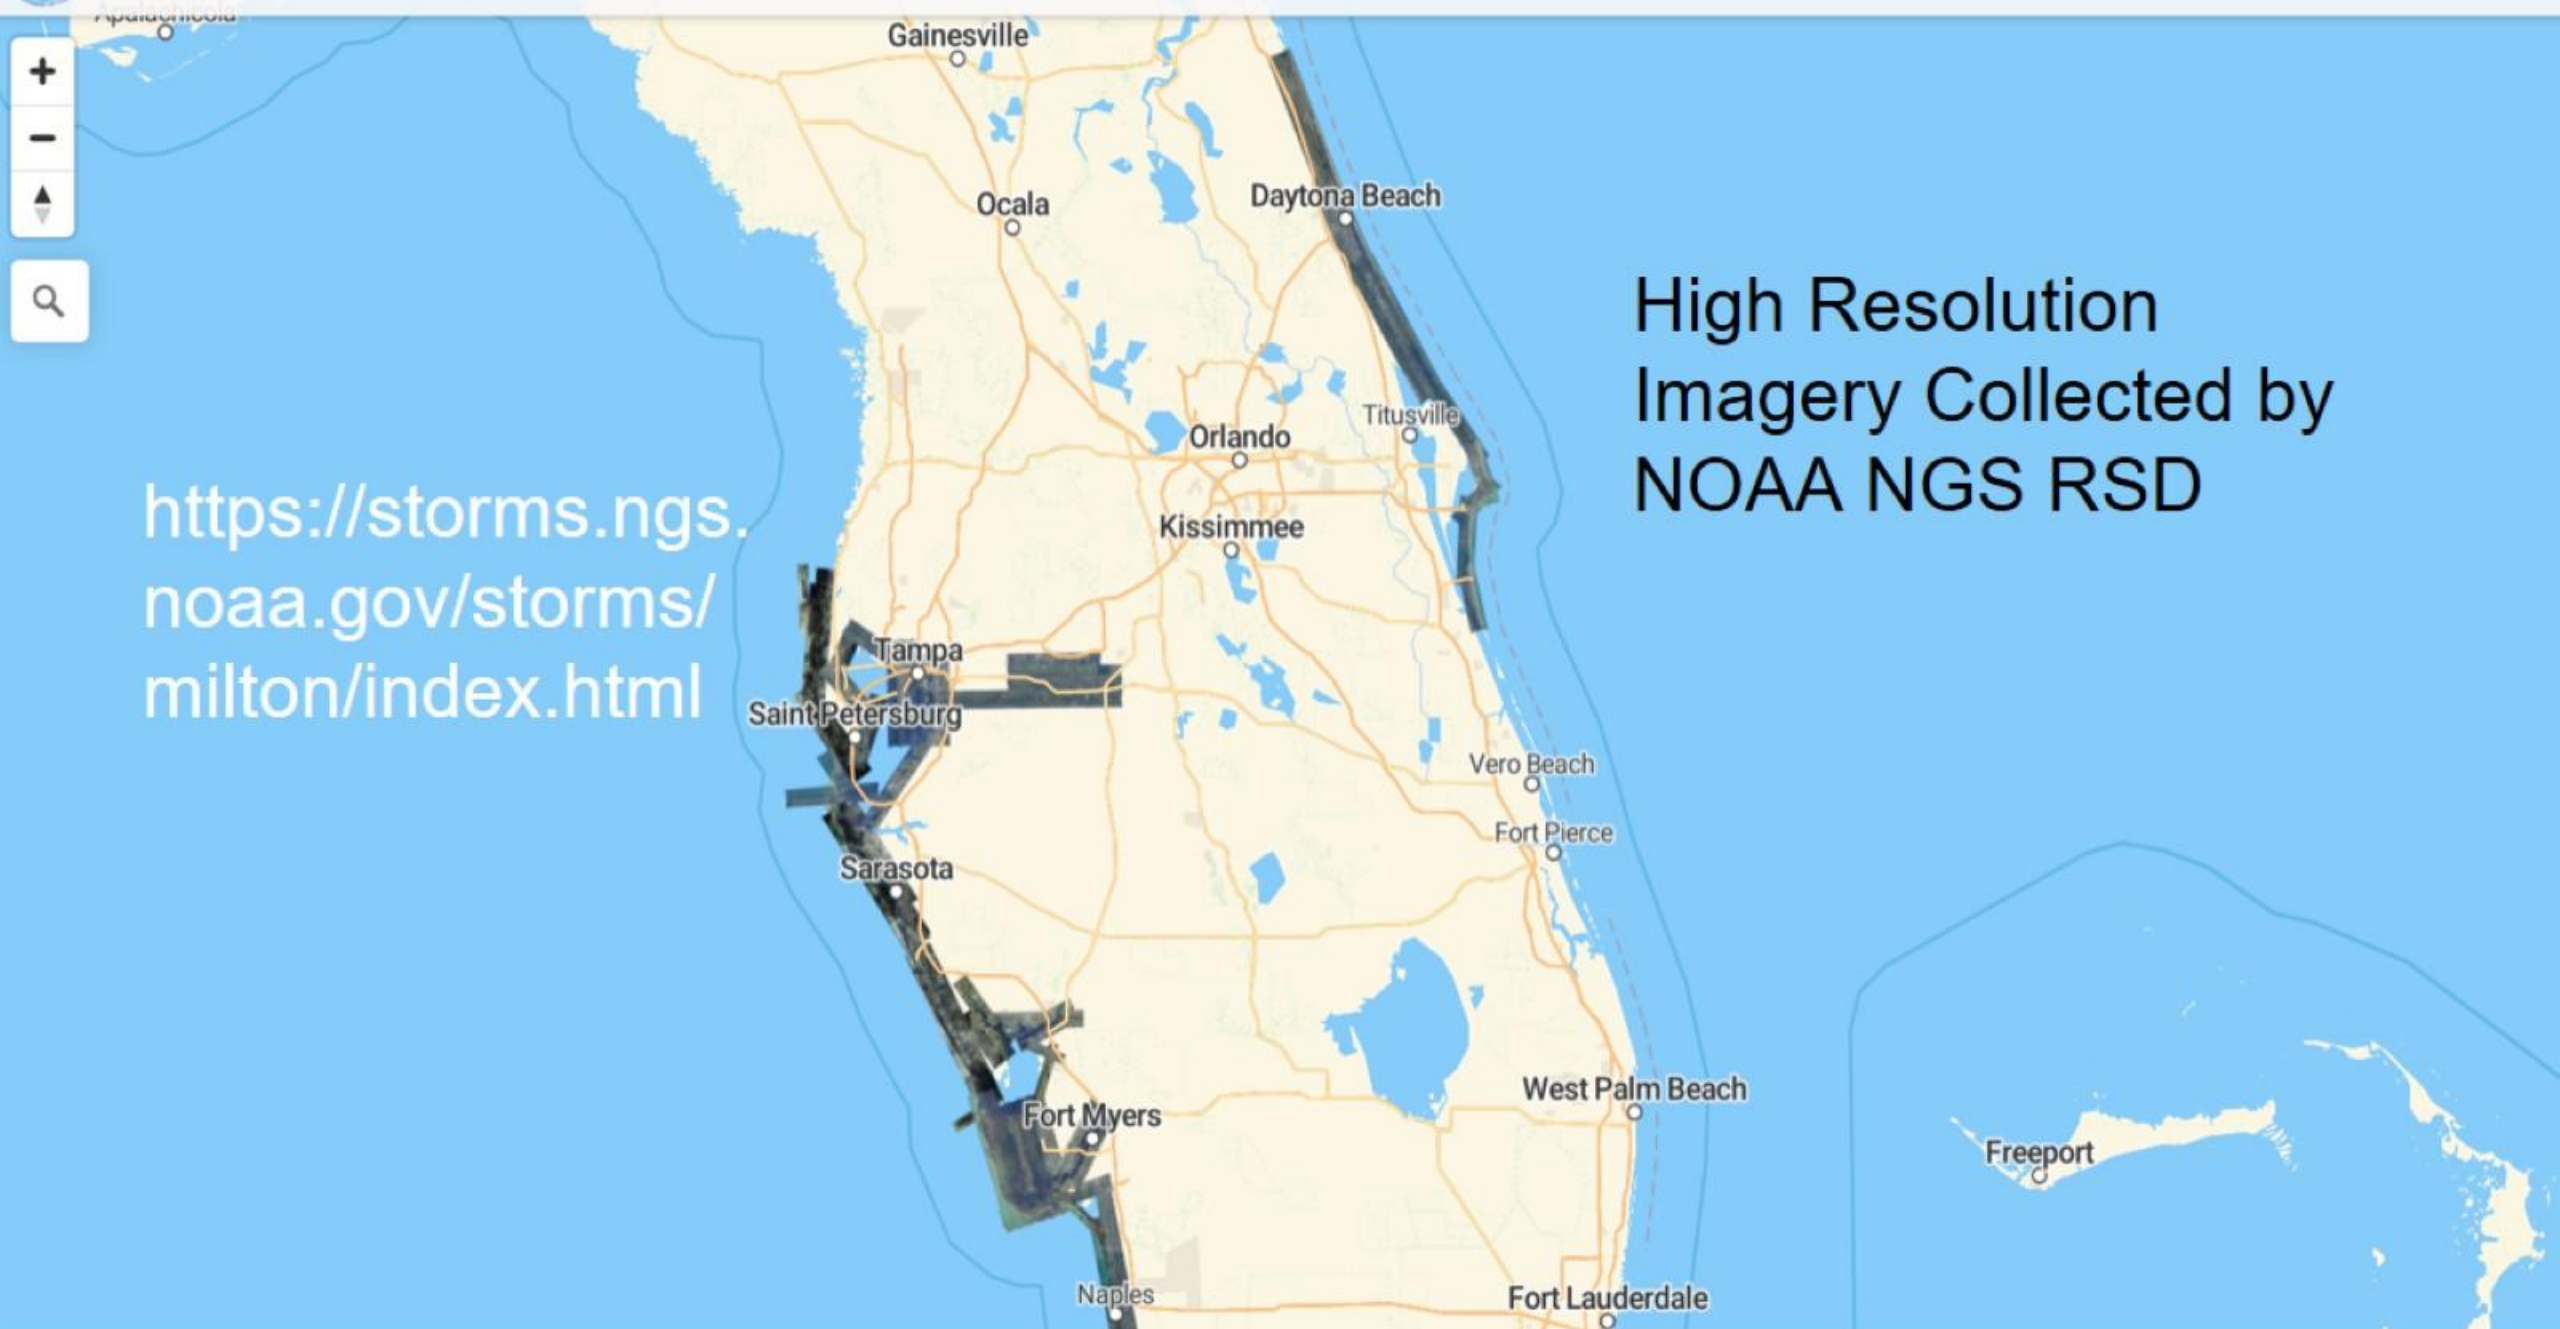 Apalachicola
Gainesville
Ocala
Daytona Beach
High Resolution
Imagery Collected by
NOAA NGS RSD
Titusville
Orlando
Kissimmee
https://storms.ngs.
noaa.gov/storms/
milton/index.html
Tampa
Saint Petersburg
Vero Beach
Fort Pierce
Sarasota
West Palm Beach
Fort Myers
Freeport
Naples
Fort Lauderdale